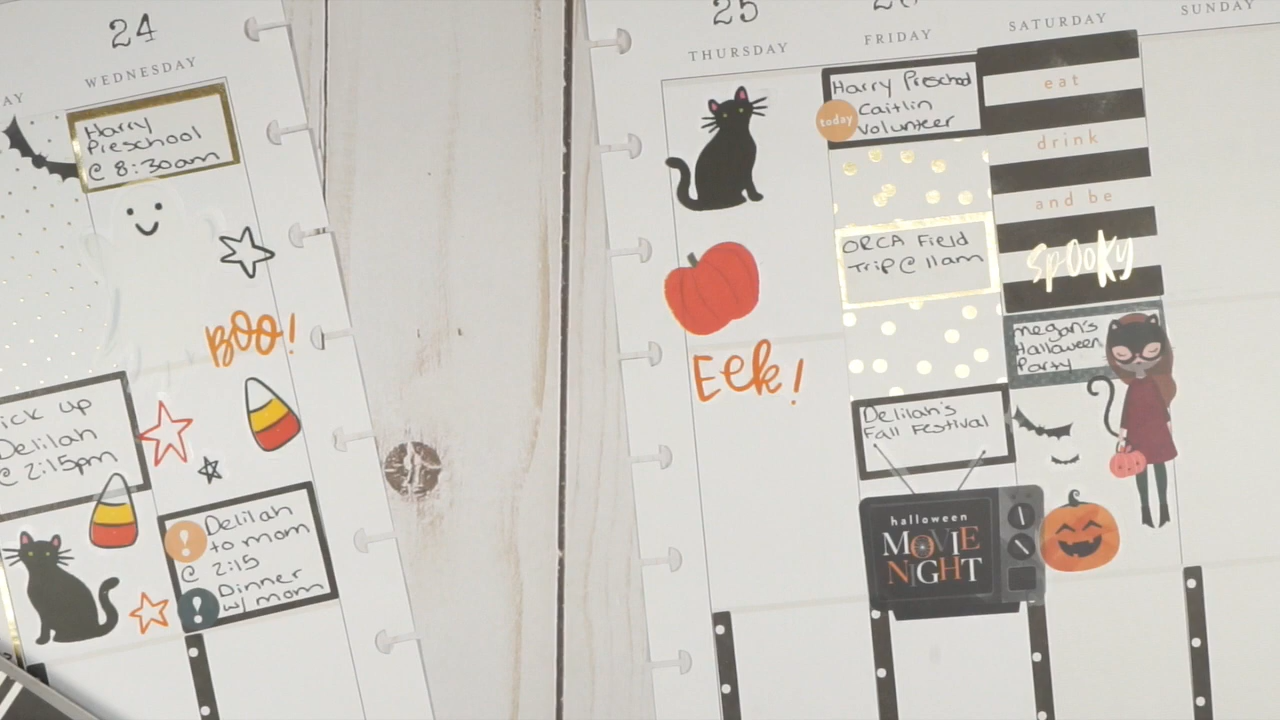 24
WEDNESDAY
AY
Harry
Preschool
@ 8:30am
BOO!
ick up
Delilah
@ 2:15pm
! Delilah
to mom
@ 2:15
! Dinner
w/ mom
25
THURSDAY
Eek!
26
FRIDAY
Harry Preschool
today
Caitlin
Volunteer
ORCA Field
Trip @ 11am
Delilah's
Fall Festival
halloween
MOVIE
NIGHT
SATURDAY
eat
drink
and be
SPOOKY
megan's
Halloween
Party
SUNDAY